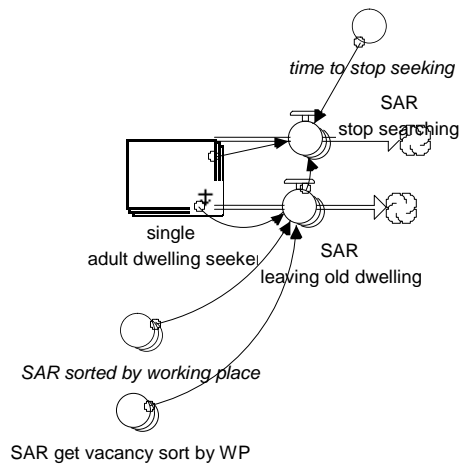 time to stop seeking
SAR
stop searching
single
adult dwelling seeke
SAR
leaving old dwelling
SAR sorted by working place
SAR get vacancy sort by WP